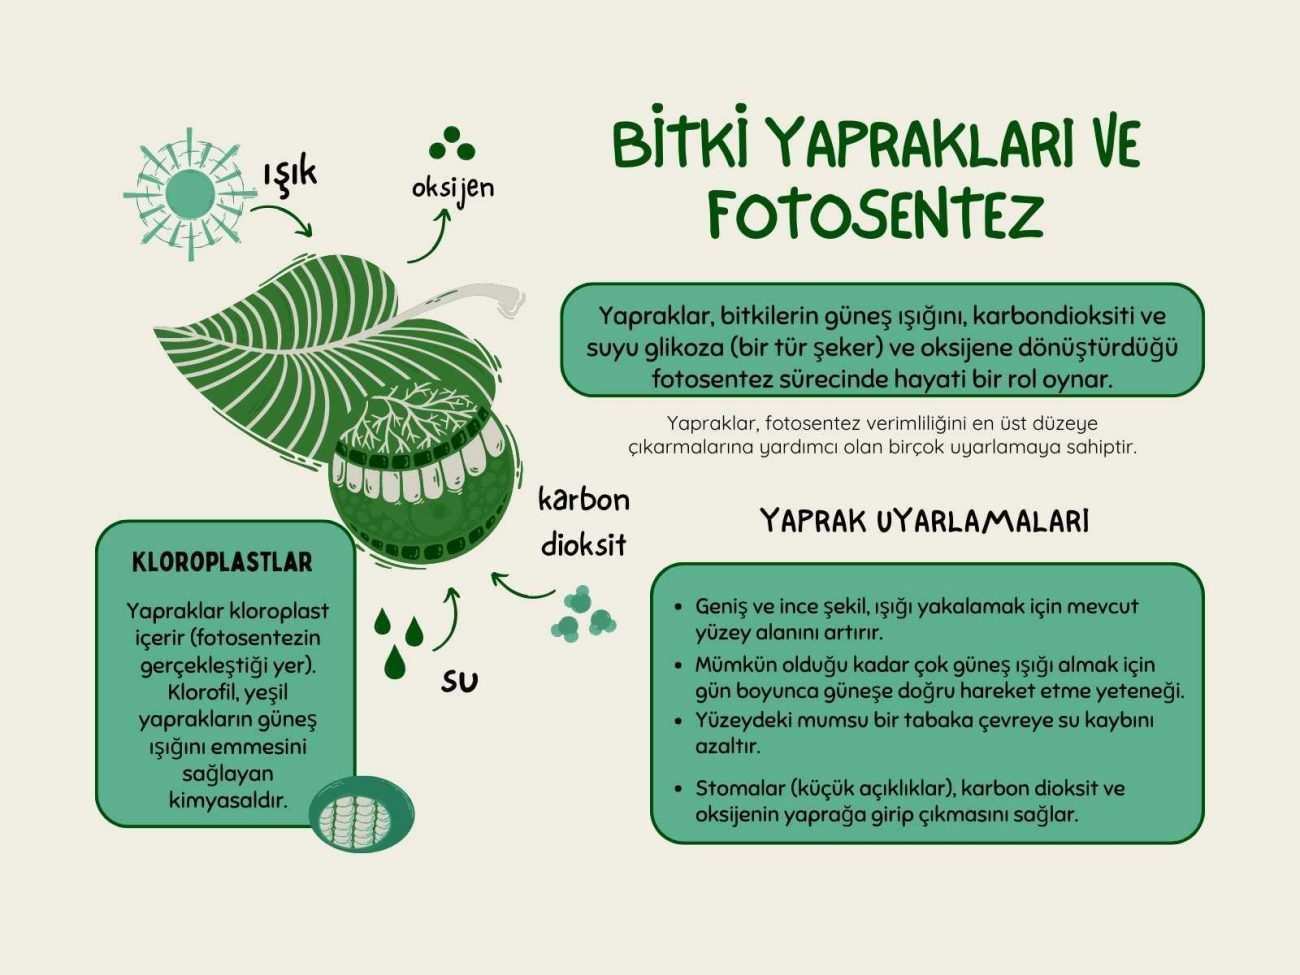 BİTKİ YAPRAKLARI VE
FOTOSENTEZ
ışık
oksijen
Yapraklar, bitkilerin güneş ışığını, karbondioksiti ve
suyu glikoza (bir tür şeker) ve oksijene dönüştürdüğü
fotosentez sürecinde hayati bir rol oynar.
Yapraklar, fotosentez verimliliğini en üst düzeye
çıkarmalarına yardımcı olan birçok uyarlamaya sahiptir.
karbon
dioksit
su
KLOROPLASTLAR
Yapraklar kloroplast
içerir (fotosentezin
gerçekleştiği yer).
Klorofil, yeşil
yaprakların güneş
ışığını emmesini
sağlayan
kimyasaldır.
YAPRAK UYARLAMALARI
• Geniş ve ince şekil, ışığı yakalamak için mevcut
yüzey alanını artırır.
• Mümkün olduğu kadar çok güneş ışığı almak için
gün boyunca güneşe doğru hareket etme yeteneği.
• Yüzeydeki mumsu bir tabaka çevreye su kaybını
azaltır.
• Stomalar (küçük açıklıklar), karbon dioksit ve
oksijenin yaprağa girip çıkmasını sağlar.